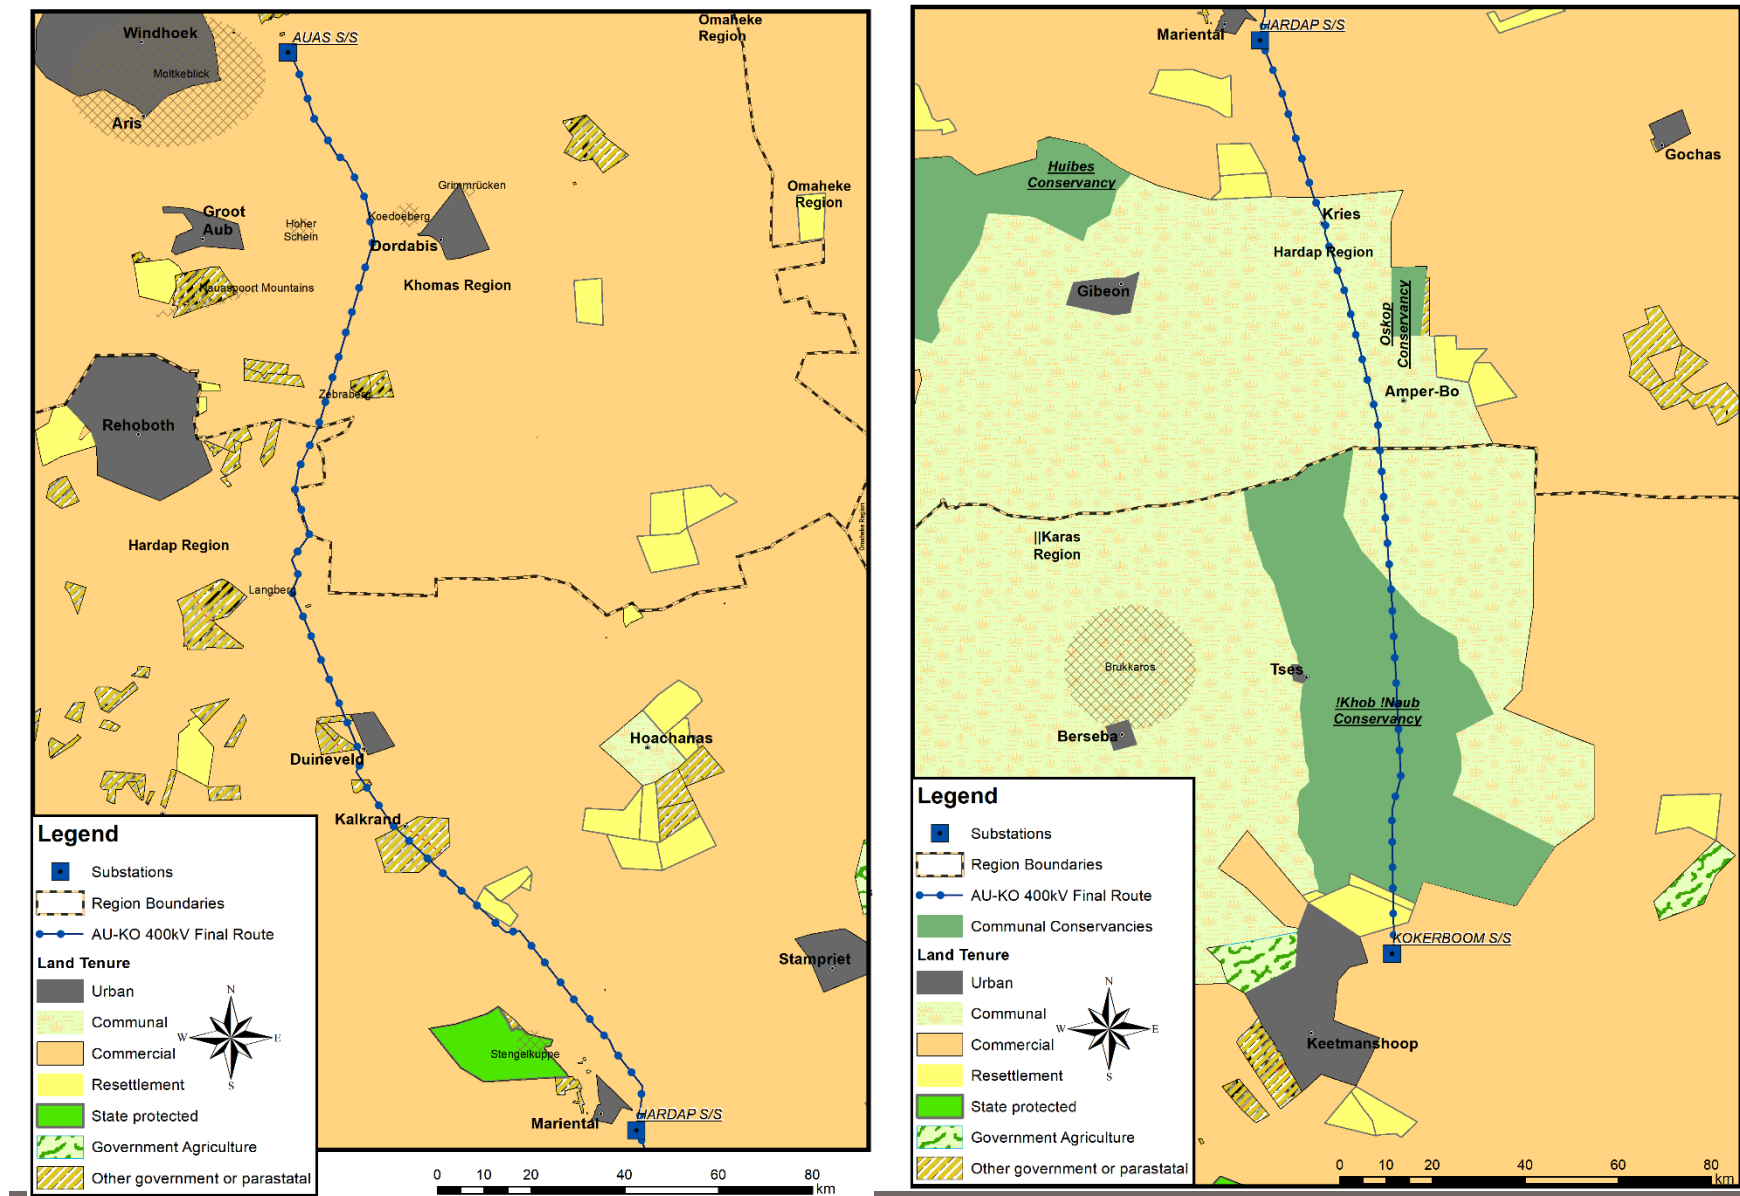 Windhoek
AUAS S/S
Omaheke
Region
Moltkeblick
Aris
Grimmrücken
Omaheke
Region
Groot
Aub
Hoher
Schein
Koedoeberg
Dordabis
Khomas Region
Nauaspoort Mountains
Zebraberg
Rehoboth
Omaheke Region
Hardap Region
Langberg
Hoachanas
Duineveld
Kalkrand
Stampriet
Stengelkuppe
Mariental
HARDAP S/S
Legend
Substations
Region Boundaries
AU-KO 400kV Final Route
Land Tenure
Urban
Communal
Commercial
Resettlement
State protected
Government Agriculture
Other government or parastatal
N
W
E
S
0 10 20 40 60 80
km
Mariental
HARDAP S/S
Gochas
Huibes
Conservancy
Kries
Hardap Region
Gibeon
Oskop
Conservancy
Amper-Bo
||Karas
Region
Brukkaros
Tses
!Khob !Naub
Conservancy
Berseba
KOKERBOOM S/S
Keetmanshoop
Legend
Substations
Region Boundaries
AU-KO 400kV Final Route
Communal Conservancies
Land Tenure
Urban
Communal
Commercial
Resettlement
State protected
Government Agriculture
Other government or parastatal
N
W
E
S
0 10 20 40 60 80
km